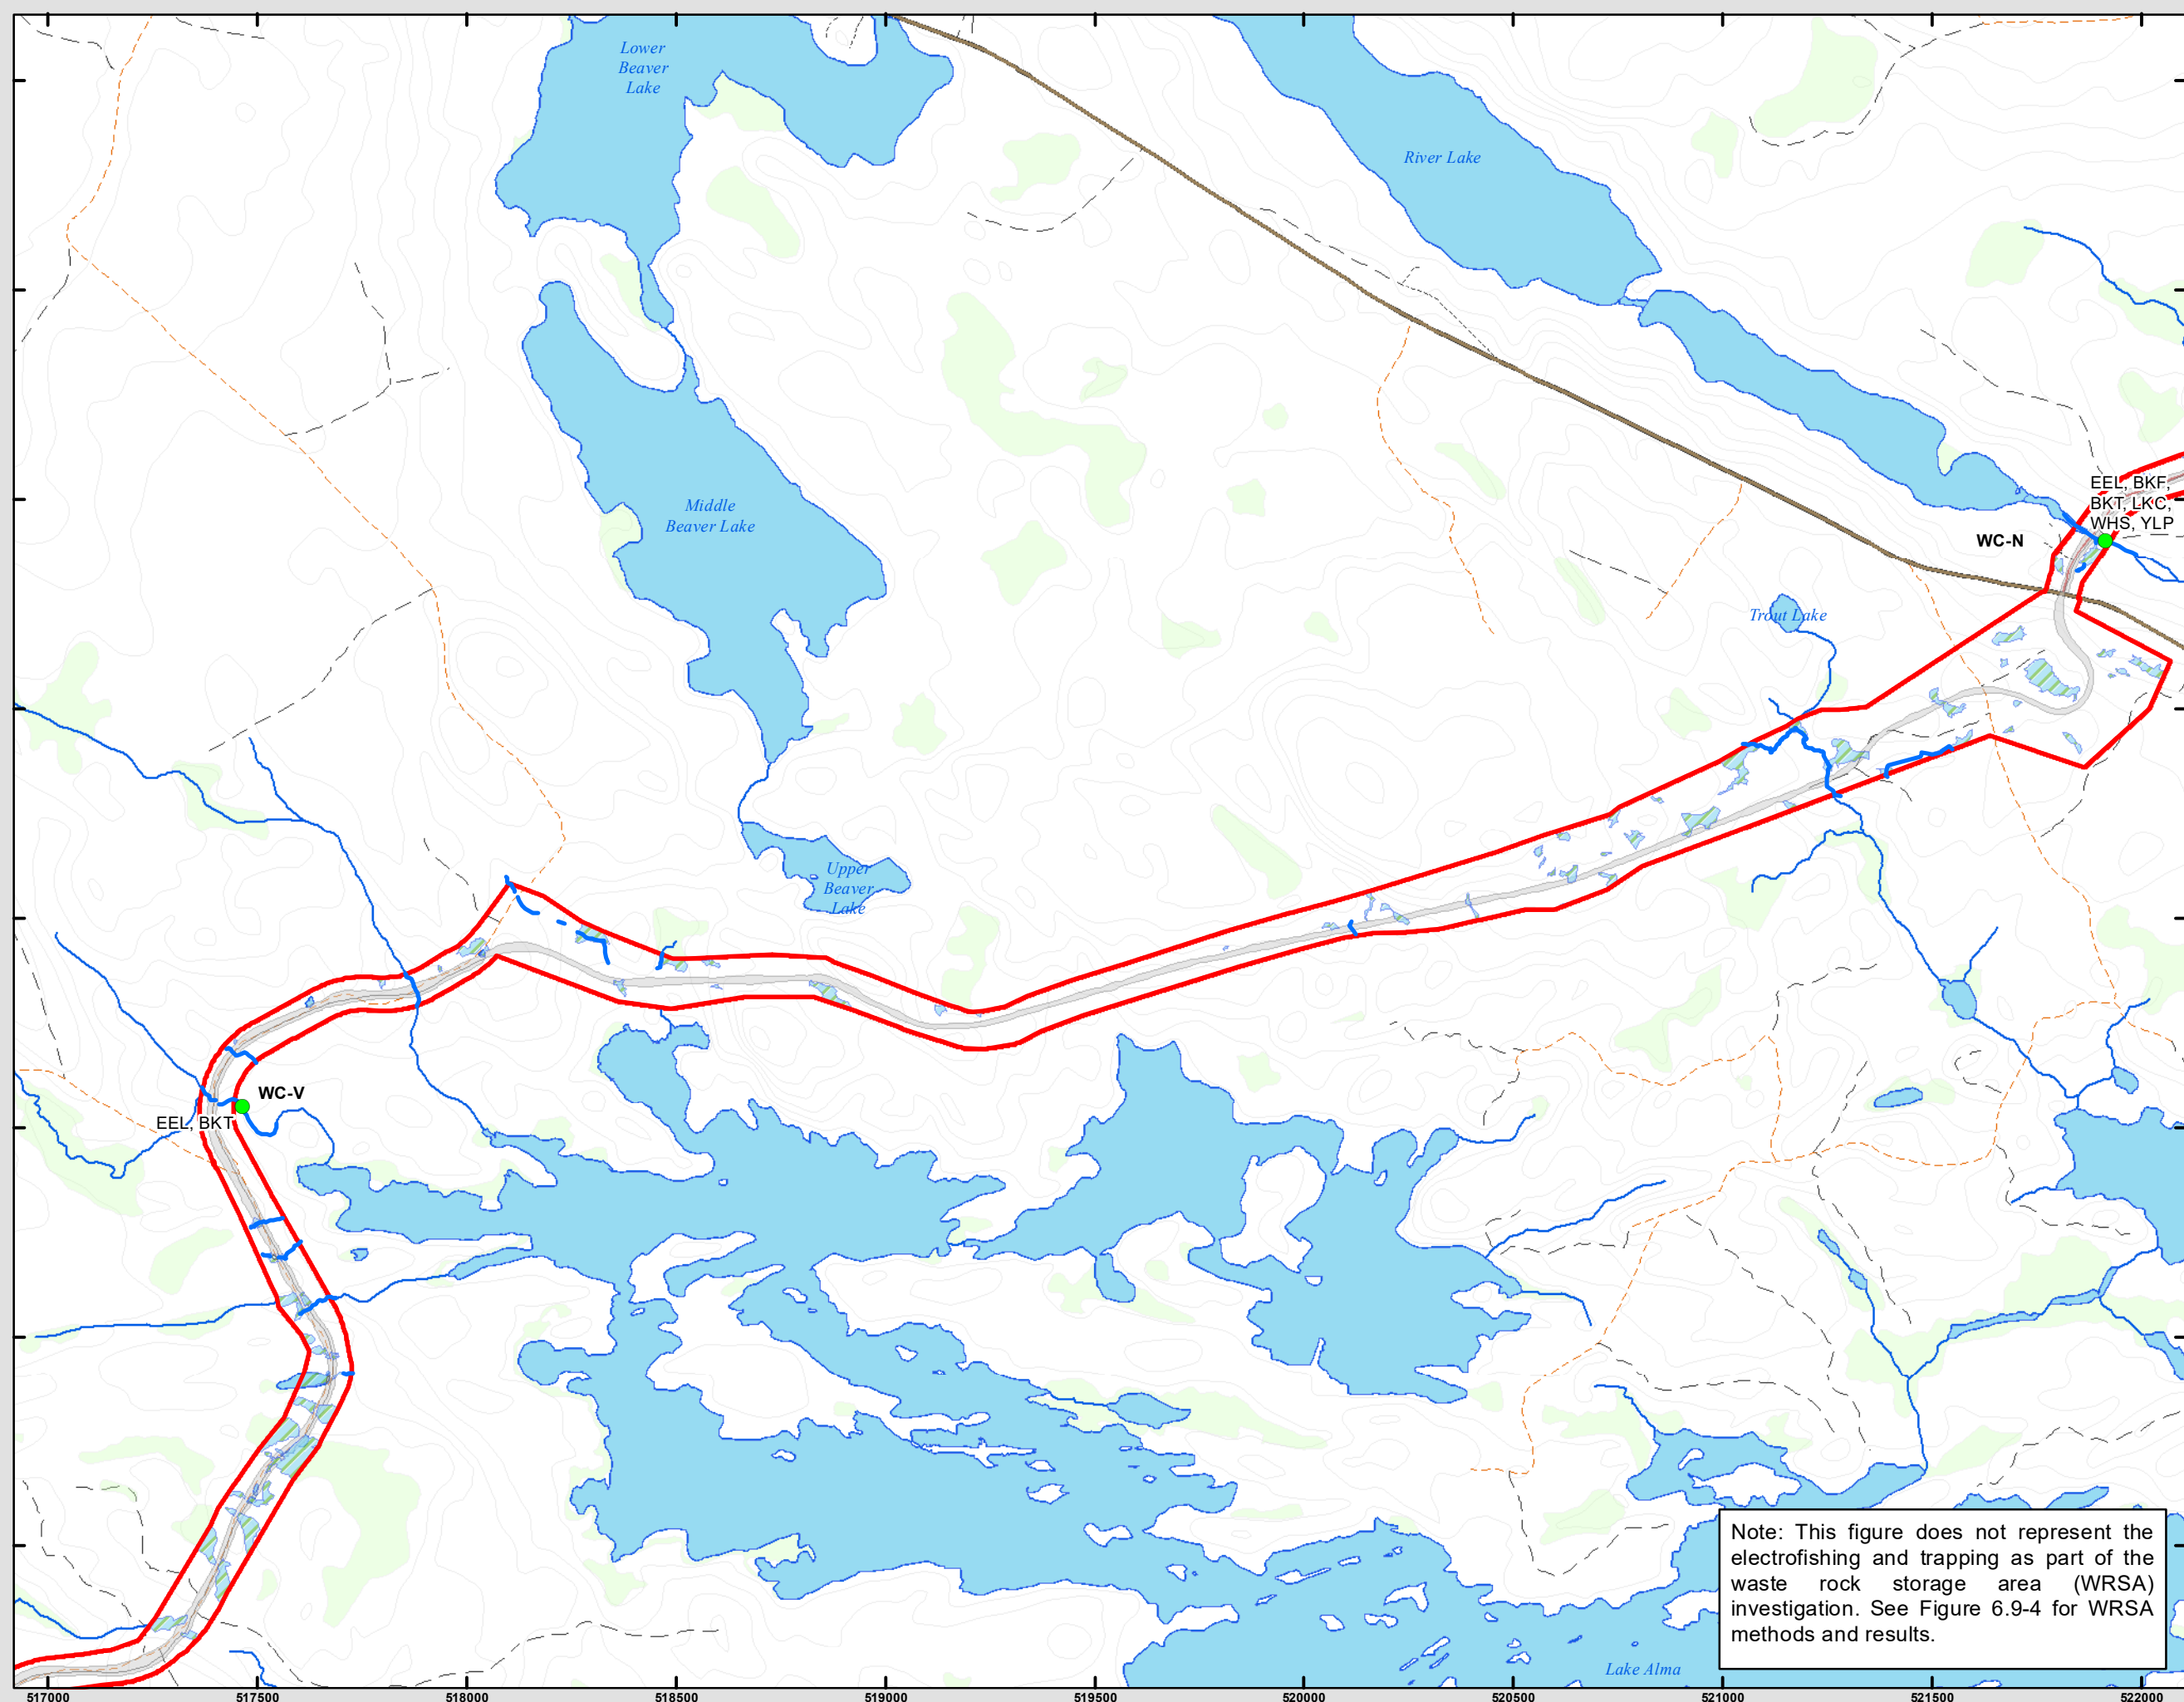 Lower
Beaver
Lake
River Lake
Middle
Beaver Lake
EEL, BKF,
BKT, LKC,
WHS, YLP
WC-N
Trout Lake
Upper
Beaver
Lake
WC-V
EEL, BKT
Note: This figure does not represent the
electrofishing and trapping as part of the
waste rock storage area (WRSA)
investigation. See Figure 6.9-4 for WRSA
methods and results.
Lake Alma
517000 517500 518000 518500 519000 519500 520000 520500 521000 521500 522000